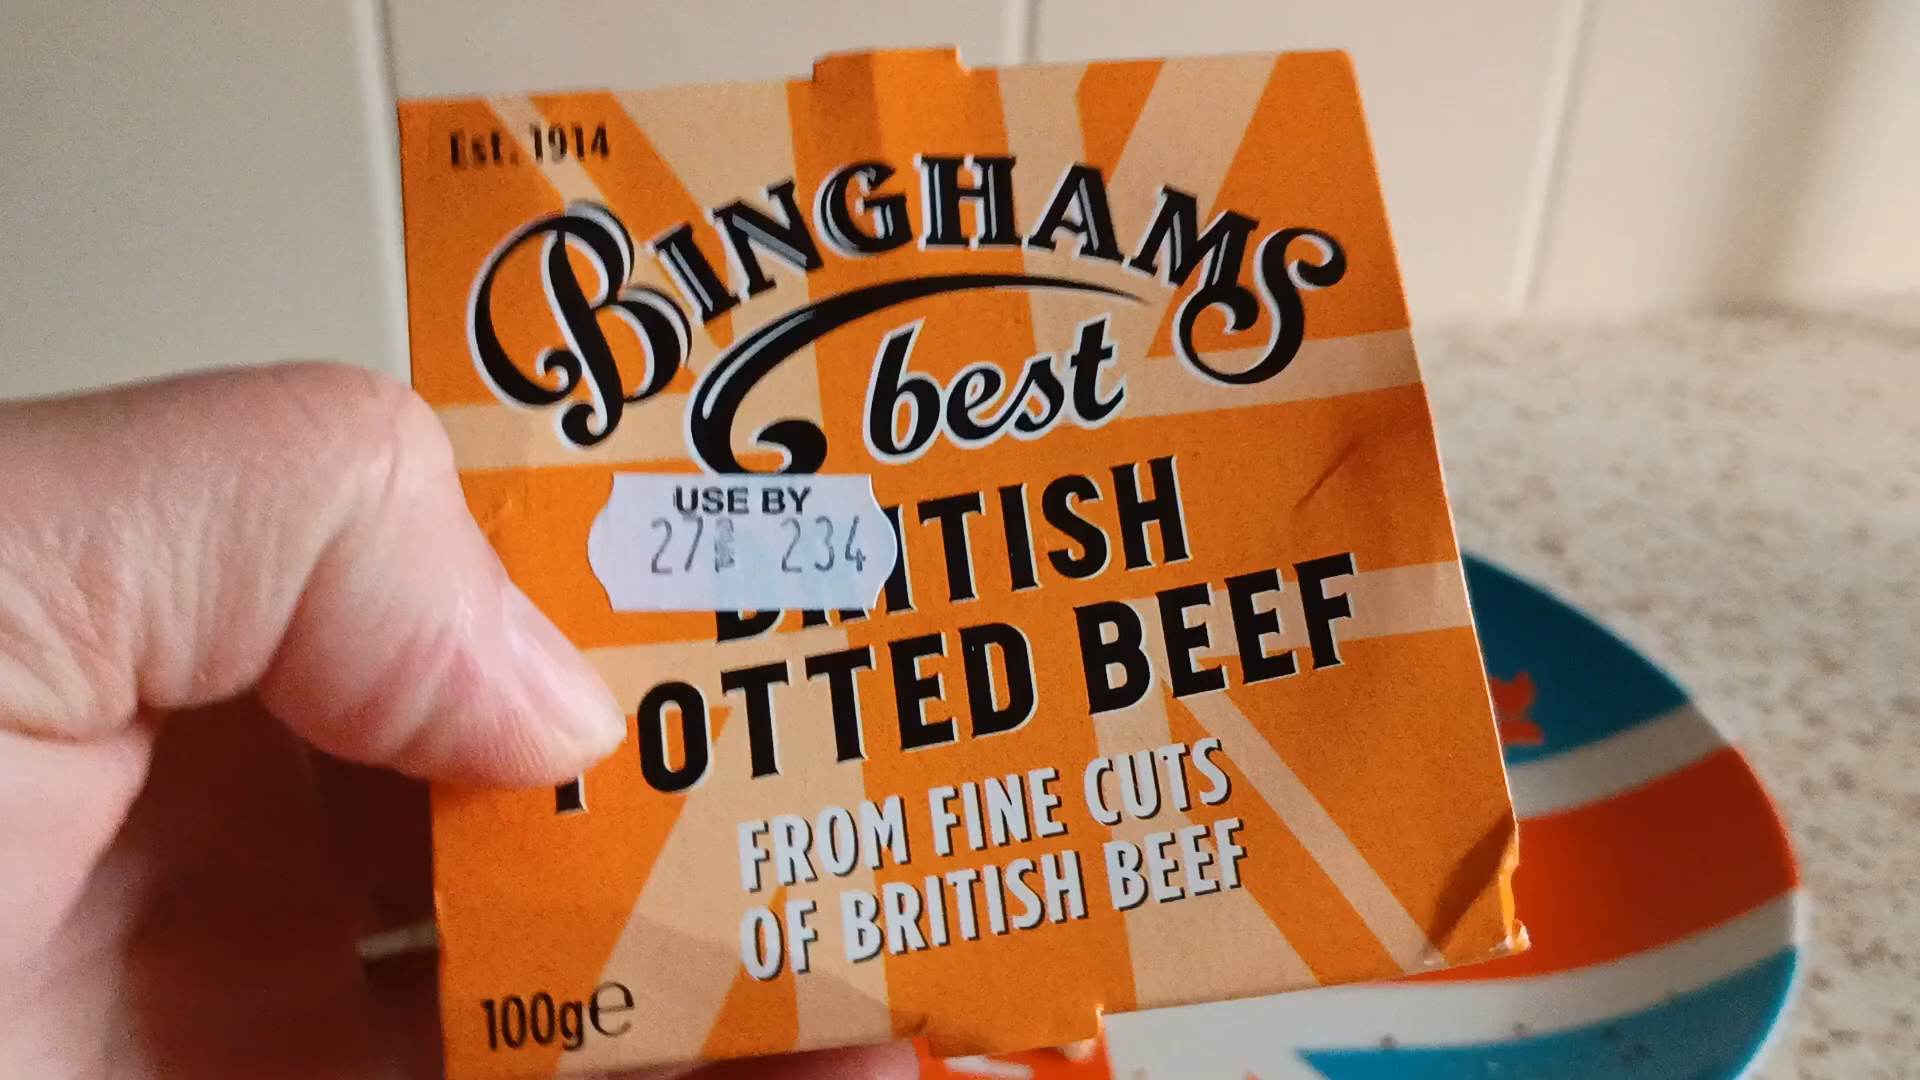 Est. 1914
BINGHAMS
best
USE BY
27 234
BRITISH
POTTED BEEF
FROM FINE CUTS
OF BRITISH BEEF
100g℮